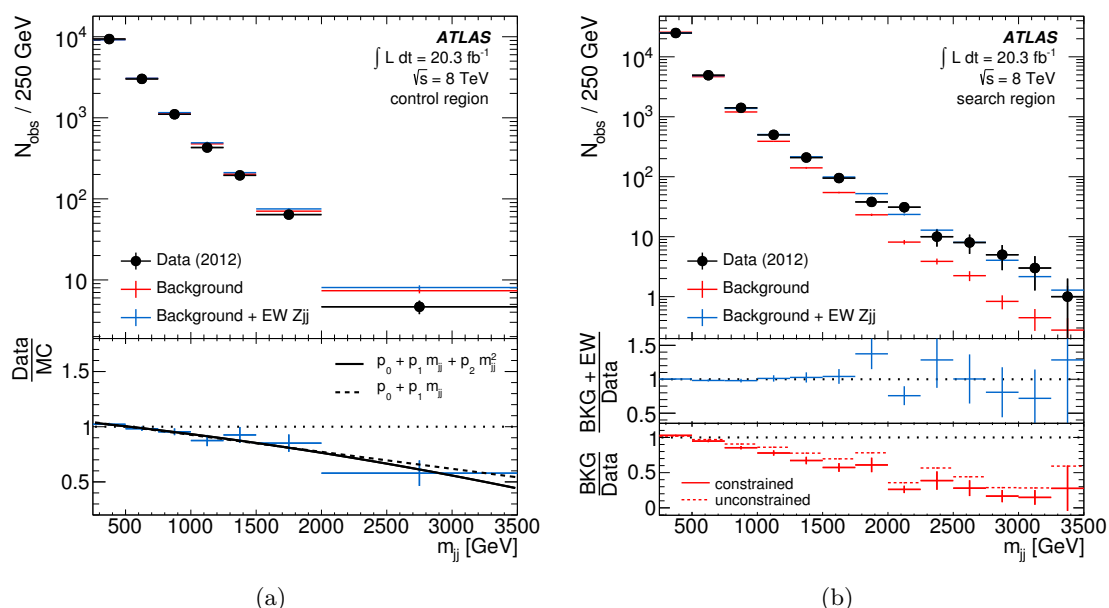 ATLAS
∫ L dt = 20.3 fb⁻¹
√s = 8 TeV
control region
N_obs / 250 GeV
10⁴
10³
10²
10
Data (2012)
Background
Background + EW Zjj
Data
MC
1.5
1
0.5
p₀ + p₁ m_jj + p₂ m²_jj
p₀ + p₁ m_jj
500 1000 1500 2000 2500 3000 3500
m_jj [GeV]
(a)
ATLAS
∫ L dt = 20.3 fb⁻¹
√s = 8 TeV
search region
N_obs / 250 GeV
10⁴
10³
10²
10
1
Data (2012)
Background
Background + EW Zjj
BKG + EW
Data
1.5
1
0.5
BKG
Data
1
0.5
0
constrained
unconstrained
500 1000 1500 2000 2500 3000 3500
m_jj [GeV]
(b)